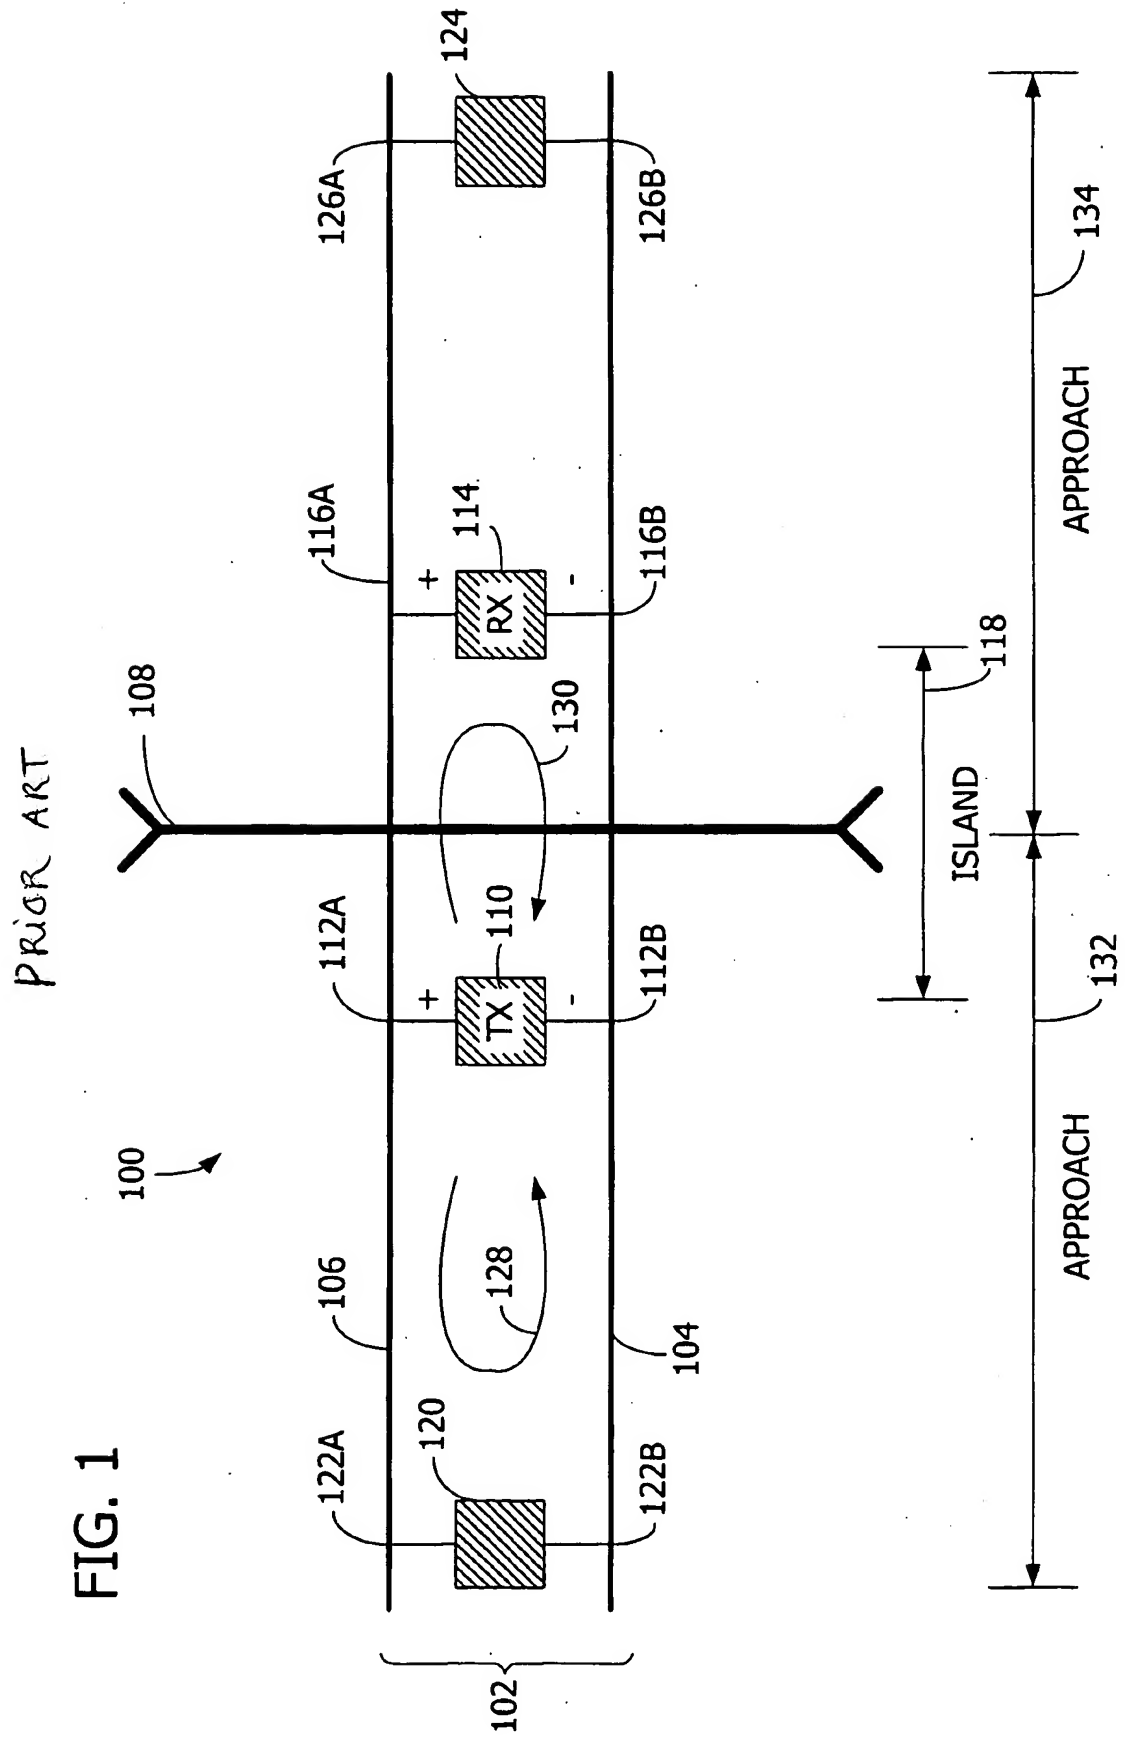 FIG. 1
PRIOR ART
100
108
122A
106
112A
116A
126A
120
124
+
+
102
128
TX
110
130
RX
114
-
-
122B
104
112B
116B
126B
118
ISLAND
132
134
APPROACH
APPROACH